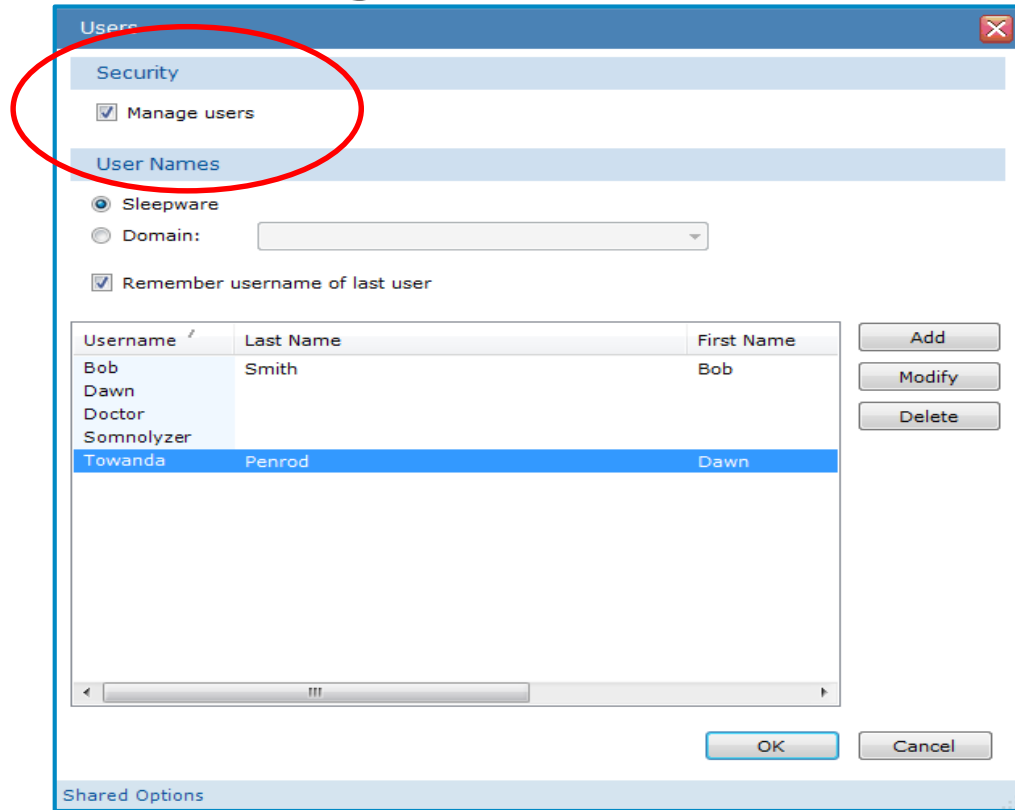 Users
Security
Manage users
User Names
Sleepware
Domain:
Remember username of last user
Username Last Name First Name
Bob Smith Bob
Dawn
Doctor
Somnolyzer
Towanda Penrod Dawn
Add
Modify
Delete
OK Cancel
Shared Options